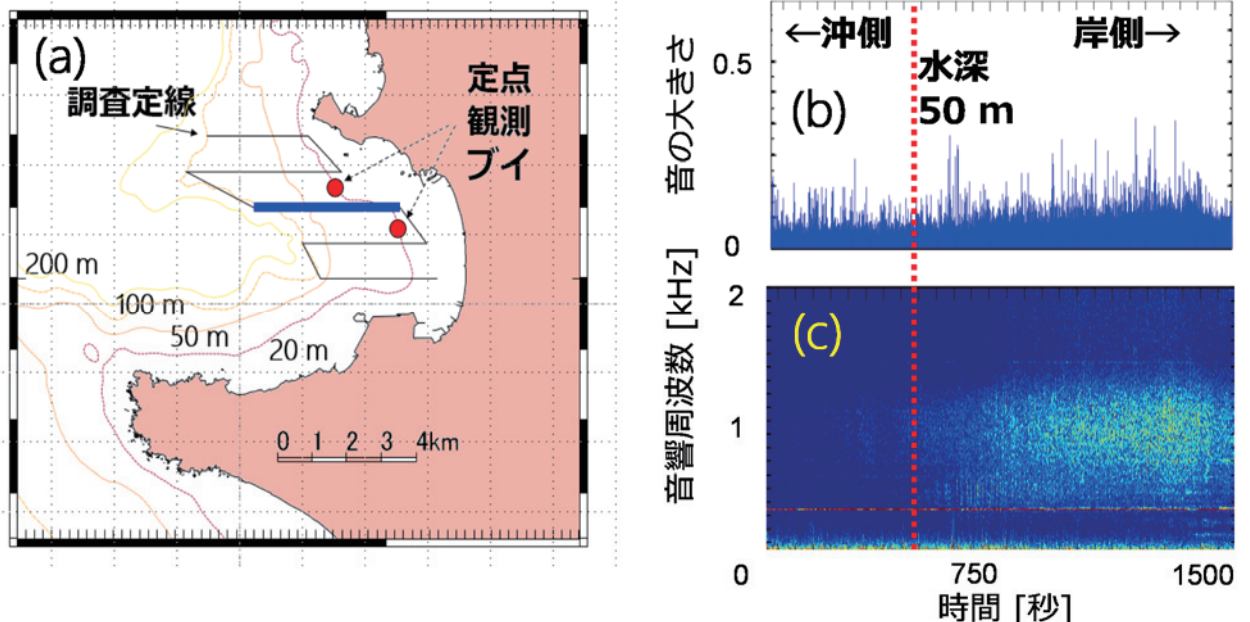 (a)
調査定線
定点
観測
ブイ
200 m
100 m
50 m
20 m
0 1 2 3 4km
音の大きさ
0.5
0
←沖側
岸側→
水深
50 m
(b)
音響周波数 [kHz]
2
1
0
(c)
750
1500
時間 [秒]